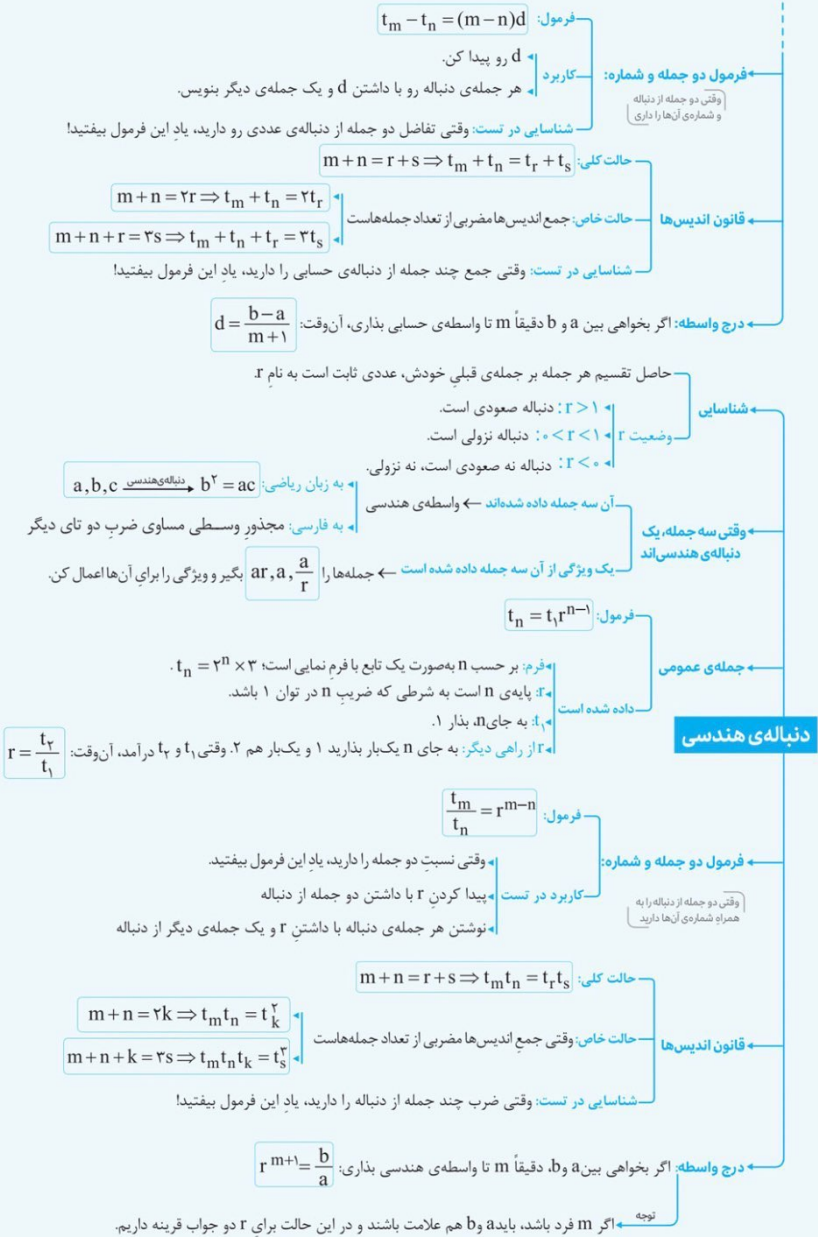 فرمول: tₘ − tₙ = (m−n)d
فرمول دو جمله و شماره:
وقتی دو جمله از دنباله
و شماره‌ی آن‌ها را داری
کاربرد
d رو پیدا کن.
هر جمله‌ی دنباله رو با داشتن d و یک جمله‌ی دیگر بنویس.
شناسایی در تست: وقتی تفاضل دو جمله از دنباله‌ی عددی رو دارید، یادِ این فرمول بیفتید!
قانون اندیس‌ها
حالت کلی: m+n = r+s ⇒ tₘ + tₙ = tᵣ + tₛ
حالت خاص: جمع اندیس‌ها مضربی از تعداد جمله‌هاست
m+n = ۲r ⇒ tₘ + tₙ = ۲tᵣ
m+n+r = ۳s ⇒ tₘ + tₙ + tᵣ = ۳tₛ
شناسایی در تست: وقتی جمع چند جمله از دنباله‌ی حسابی را دارید، یادِ این فرمول بیفتید!
درج واسطه: اگر بخواهی بین a و b دقیقاً m تا واسطه‌ی حسابی بذاری، آن‌وقت: d = (b−a)/(m+۱)
دنباله‌ی هندسی
شناسایی
حاصل تقسیم هر جمله بر جمله‌ی قبلیِ خودش، عددی ثابت است به نامِ r.
وضعیت r
r > ۱: دنباله صعودی است.
۰ < r < ۱: دنباله نزولی است.
r < ۰: دنباله نه صعودی است، نه نزولی.
وقتی سه جمله، یک
دنباله‌ی هندسی‌اند
آن سه جمله داده شده‌اند ← واسطه‌ی هندسی
به زبان ریاضی: a,b,c دنباله‌ی هندسی → b² = ac
به فارسی: مجذورِ وسطی مساوی ضربِ دو تای دیگر
یک ویژگی از آن سه جمله داده شده است ← جمله‌ها را ar, a, a/r بگیر و ویژگی را برایِ آن‌ها اعمال کن.
جمله‌ی عمومی
فرمول: tₙ = t₁rⁿ⁻¹
داده شده است
فرم: بر حسب n به‌صورت یک تابع با فرمِ نمایی است؛ tₙ = ۲ⁿ × ۳.
r: پایه‌ی n است به شرطی که ضریبِ n در توان ۱ باشد.
t₁: به جای n، بذار ۱.
r از راهی دیگر: به جای n یک‌بار بذارید ۱ و یک‌بار هم ۲. وقتی t₁ و t₂ درآمد، آن‌وقت: r = t₂/t₁
فرمول دو جمله و شماره:
وقتی دو جمله از دنباله را به
همراهِ شماره‌ی آن‌ها دارید
فرمول: tₘ/tₙ = rᵐ⁻ⁿ
کاربرد در تست
وقتی نسبتِ دو جمله را دارید، یادِ این فرمول بیفتید.
پیدا کردنِ r با داشتن دو جمله از دنباله
نوشتن هر جمله‌ی دنباله با داشتنِ r و یک جمله‌ی دیگر از دنباله
قانون اندیس‌ها
حالت کلی: m+n = r+s ⇒ tₘtₙ = tᵣtₛ
حالت خاص: وقتی جمعِ اندیس‌ها مضربی از تعداد جمله‌هاست
m+n = ۲k ⇒ tₘtₙ = tₖ²
m+n+k = ۳s ⇒ tₘtₙtₖ = tₛ³
شناسایی در تست: وقتی ضرب چند جمله از دنباله را دارید، یادِ این فرمول بیفتید!
درج واسطه: اگر بخواهی بین a و b، دقیقاً m تا واسطه‌ی هندسی بذاری: rᵐ⁺¹ = b/a
توجه
اگر m فرد باشد، باید a و b هم علامت باشند و در این حالت برایِ r دو جواب قرینه داریم.